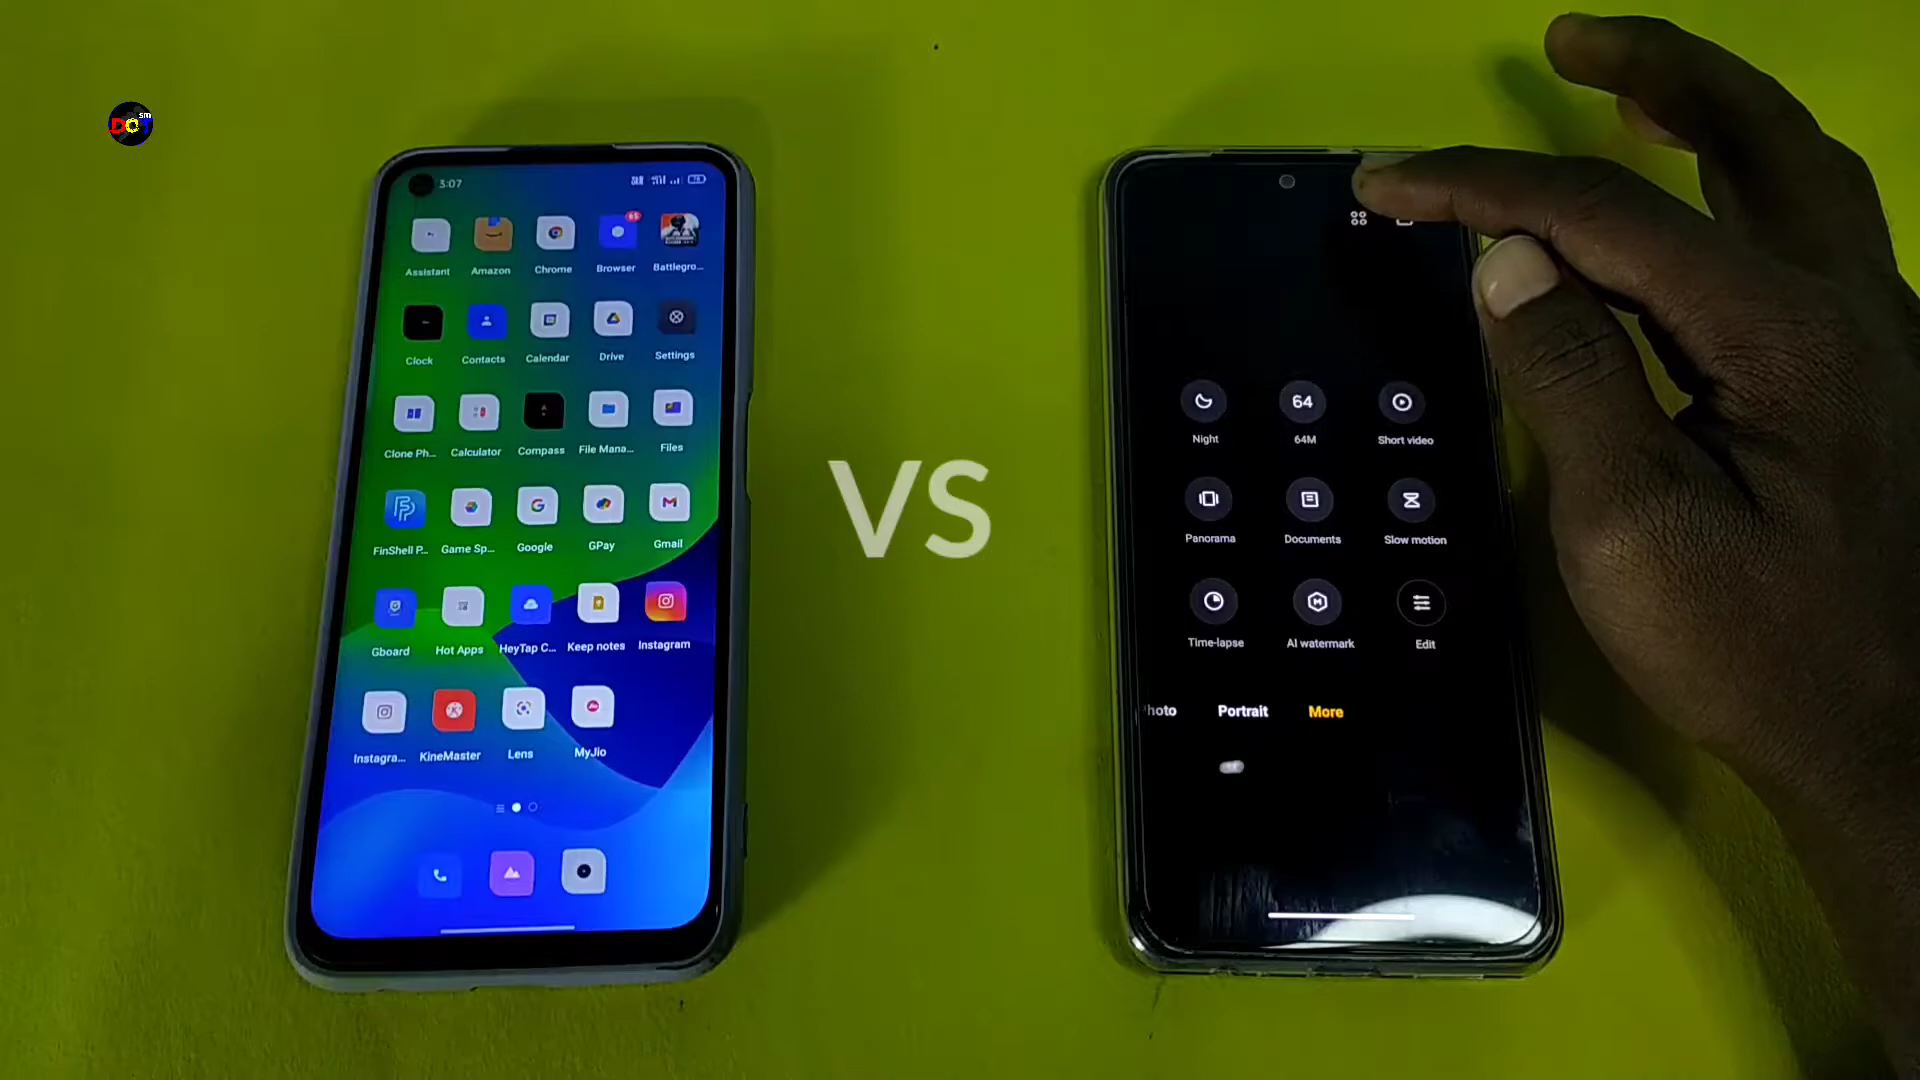 DOT
sm
3:07
Assistant Amazon Chrome Browser Battlegro...
Clock Contacts Calendar Drive Settings
Clone Ph... Calculator Compass File Mana... Files
FinShell P... Game Sp... Google GPay Gmail
Gboard Hot Apps HeyTap C... Keep notes Instagram
Instagra... KineMaster Lens MyJio
VS
64
Night 64M Short video
Panorama Documents Slow motion
Time-lapse AI watermark Edit
hoto Portrait More